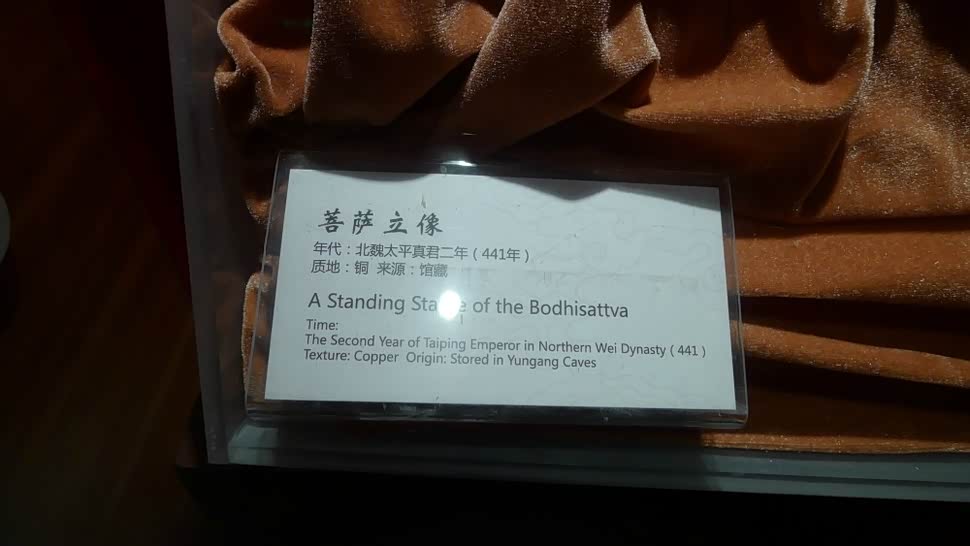 菩萨立像
年代：北魏太平真君二年（441年）
质地：铜 来源：馆藏
A Standing Statue of the Bodhisattva
Time:
The Second Year of Taiping Emperor in Northern Wei Dynasty ( 441 )
Texture: Copper Origin: Stored in Yungang Caves